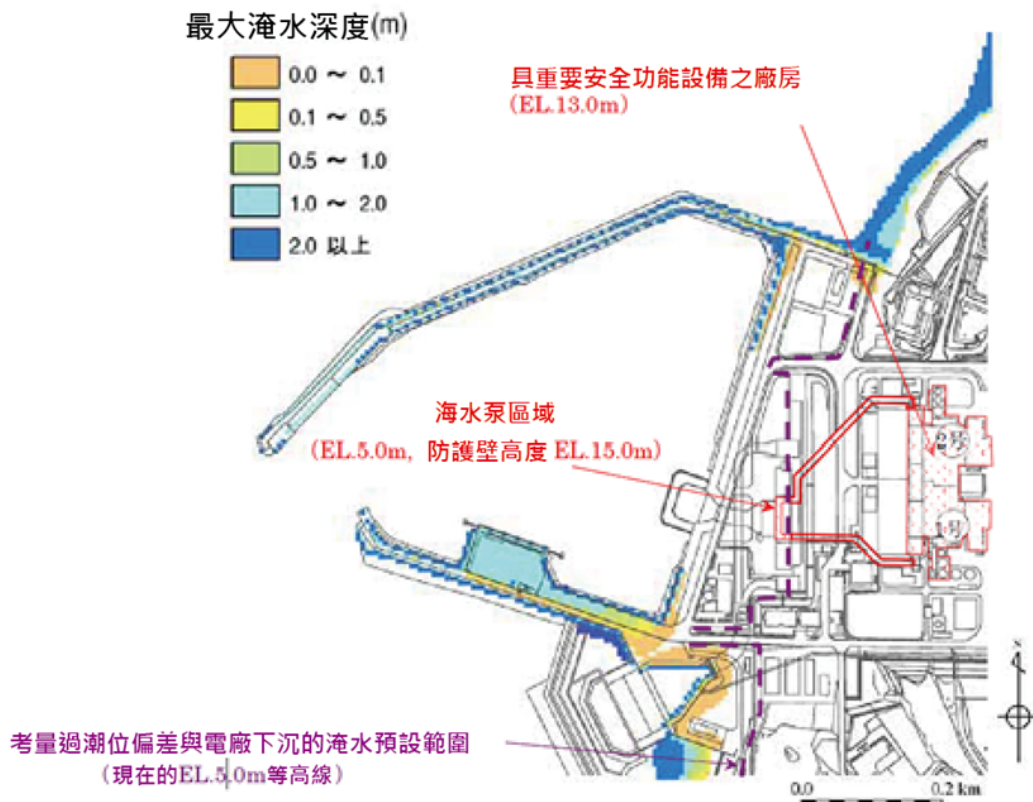 最大淹水深度(m)
0.0 ～ 0.1
0.1 ～ 0.5
0.5 ～ 1.0
1.0 ～ 2.0
2.0 以上
具重要安全功能設備之廠房
(EL.13.0m)
海水泵區域
(EL.5.0m, 防護壁高度 EL.15.0m)
2号
1号
考量過潮位偏差與電廠下沉的淹水預設範圍
(現在的EL.5.0m等高線)
0.0 0.2 km